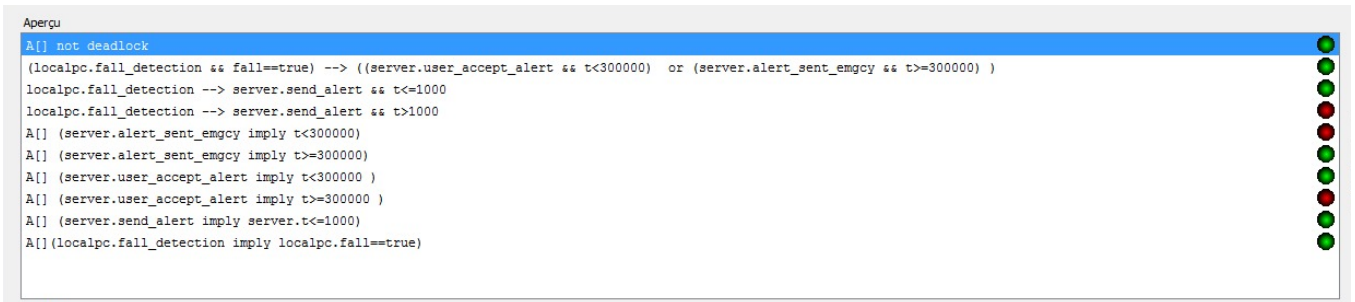 Aperçu
A[] not deadlock
(localpc.fall_detection && fall==true) --> ((server.user_accept_alert && t<300000)  or (server.alert_sent_emgcy && t>=300000) )
localpc.fall_detection --> server.send_alert && t<=1000
localpc.fall_detection --> server.send_alert && t>1000
A[] (server.alert_sent_emgcy imply t<300000)
A[] (server.alert_sent_emgcy imply t>=300000)
A[] (server.user_accept_alert imply t<300000 )
A[] (server.user_accept_alert imply t>=300000 )
A[] (server.send_alert imply server.t<=1000)
A[](localpc.fall_detection imply localpc.fall==true)